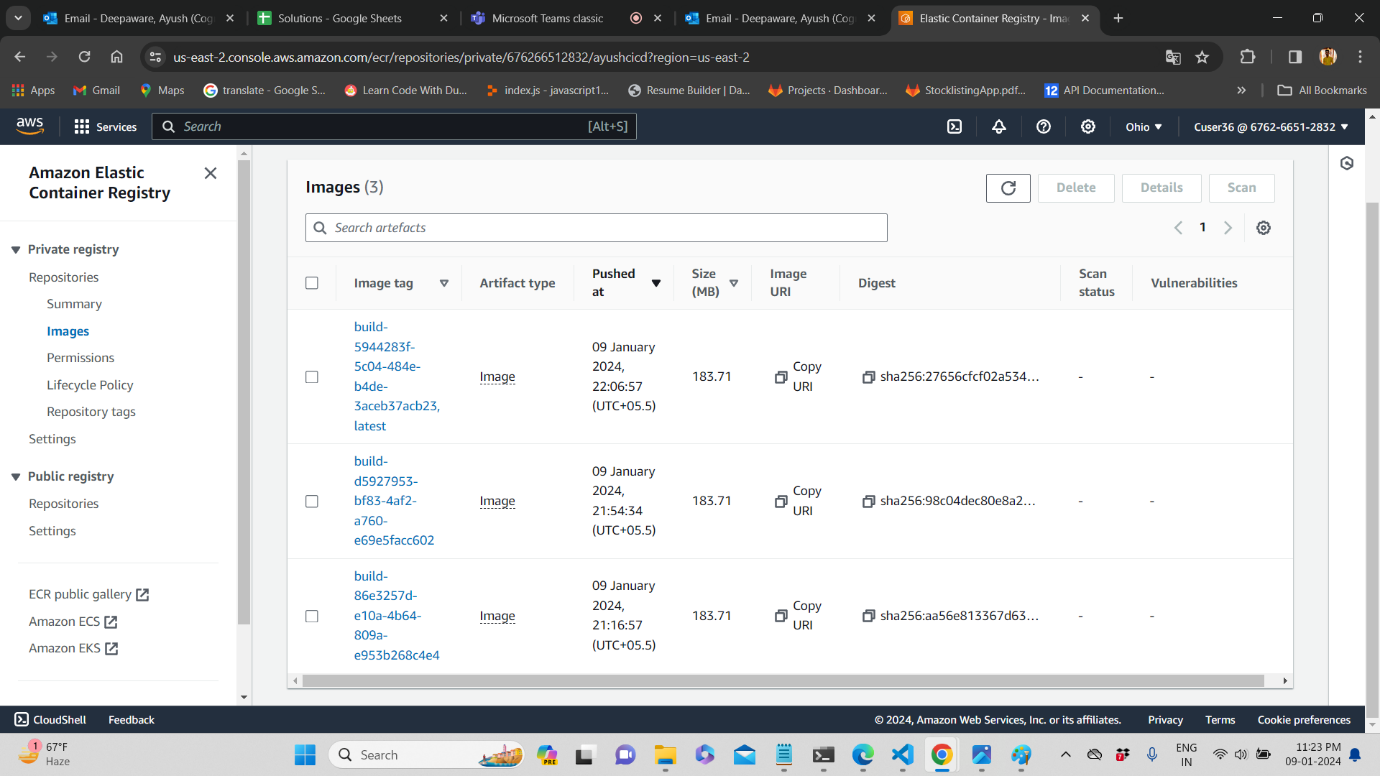 Email - Deepaware, Ayush (Cog
Solutions - Google Sheets
Microsoft Teams classic
Email - Deepaware, Ayush (Cog
Elastic Container Registry - Ima
us-east-2.console.aws.amazon.com/ecr/repositories/private/676266512832/ayushcicd?region=us-east-2
Apps
Gmail
Maps
translate - Google S...
Learn Code With Du...
index.js - javascript1...
Resume Builder | Da...
Projects · Dashboar...
StocklistingApp.pdf...
12 API Documentation...
All Bookmarks
aws
Services
Search [Alt+S]
Ohio
Cuser36 @ 6762-6651-2832
Amazon Elastic
Container Registry
Private registry
Repositories
Summary
Images
Permissions
Lifecycle Policy
Repository tags
Settings
Public registry
Repositories
Settings
ECR public gallery
Amazon ECS
Amazon EKS
Images (3)
Delete
Details
Scan
Search artefacts
1
Image tag
Artifact type
Pushed
at
Size
(MB)
Image
URI
Digest
Scan
status
Vulnerabilities
build-
5944283f-
5c04-484e-
b4de-
3aceb37acb23,
latest
Image
09 January
2024,
22:06:57
(UTC+05.5)
183.71
Copy
URI
sha256:27656cfcf02a534...
-
-
build-
d5927953-
bf83-4af2-
a760-
e69e5facc602
Image
09 January
2024,
21:54:34
(UTC+05.5)
183.71
Copy
URI
sha256:98c04dec80e8a2...
-
-
build-
86e3257d-
e10a-4b64-
809a-
e953b268c4e4
Image
09 January
2024,
21:16:57
(UTC+05.5)
183.71
Copy
URI
sha256:aa56e813367d63...
-
-
CloudShell
Feedback
© 2024, Amazon Web Services, Inc. or its affiliates.
Privacy
Terms
Cookie preferences
1
67°F
Haze
Search
PRE
7
ENG
IN
11:23 PM
09-01-2024